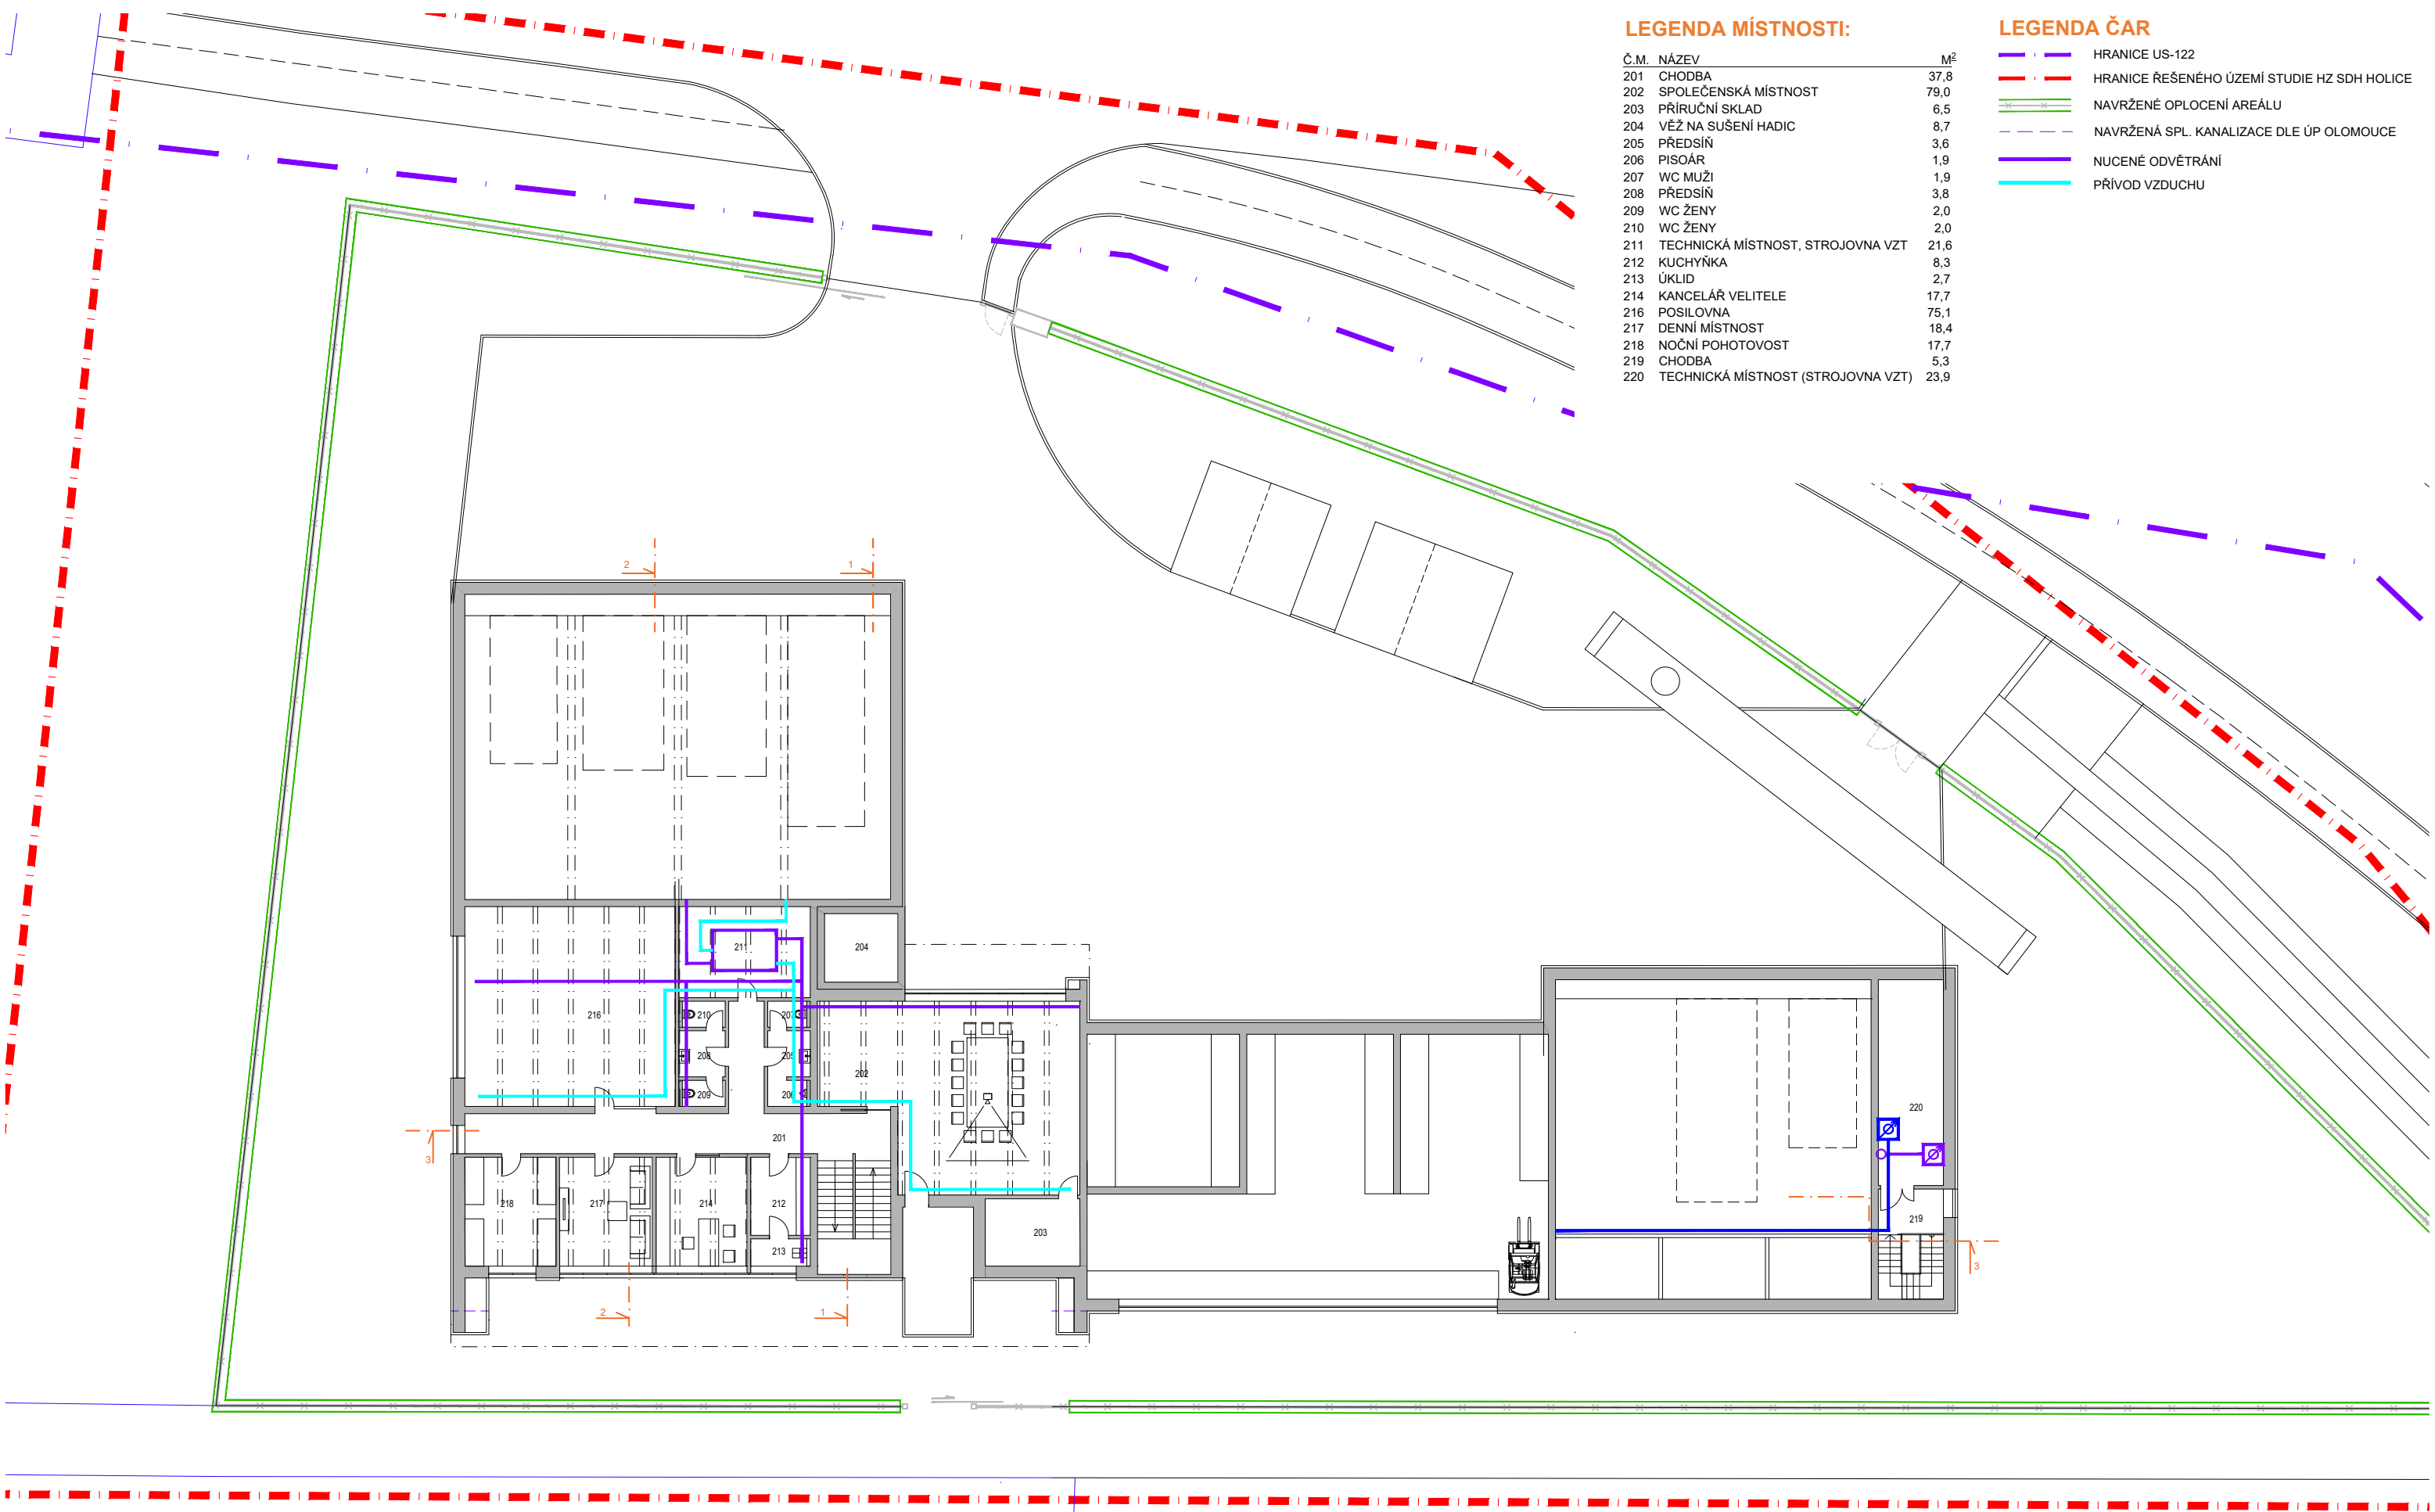 LEGENDA MÍSTNOSTI:
Č.M. NÁZEV M²
201 CHODBA 37,8
202 SPOLEČENSKÁ MÍSTNOST 79,0
203 PŘÍRUČNÍ SKLAD 6,5
204 VĚŽ NA SUŠENÍ HADIC 8,7
205 PŘEDSÍŇ 3,6
206 PISOÁR 1,9
207 WC MUŽI 1,9
208 PŘEDSÍŇ 3,8
209 WC ŽENY 2,0
210 WC ŽENY 2,0
211 TECHNICKÁ MÍSTNOST, STROJOVNA VZT 21,6
212 KUCHYŇKA 8,3
213 ÚKLID 2,7
214 KANCELÁŘ VELITELE 17,7
216 POSILOVNA 75,1
217 DENNÍ MÍSTNOST 18,4
218 NOČNÍ POHOTOVOST 17,7
219 CHODBA 5,3
220 TECHNICKÁ MÍSTNOST (STROJOVNA VZT) 23,9
LEGENDA ČAR
HRANICE US-122
HRANICE ŘEŠENÉHO ÚZEMÍ STUDIE HZ SDH HOLICE
NAVRŽENÉ OPLOCENÍ AREÁLU
NAVRŽENÁ SPL. KANALIZACE DLE ÚP OLOMOUCE
NUCENÉ ODVĚTRÁNÍ
PŘÍVOD VZDUCHU
2
1
211
204
216
210
207
208
205
202
209
206
220
201
3
218
217
214
212
213
203
219
3
2
1